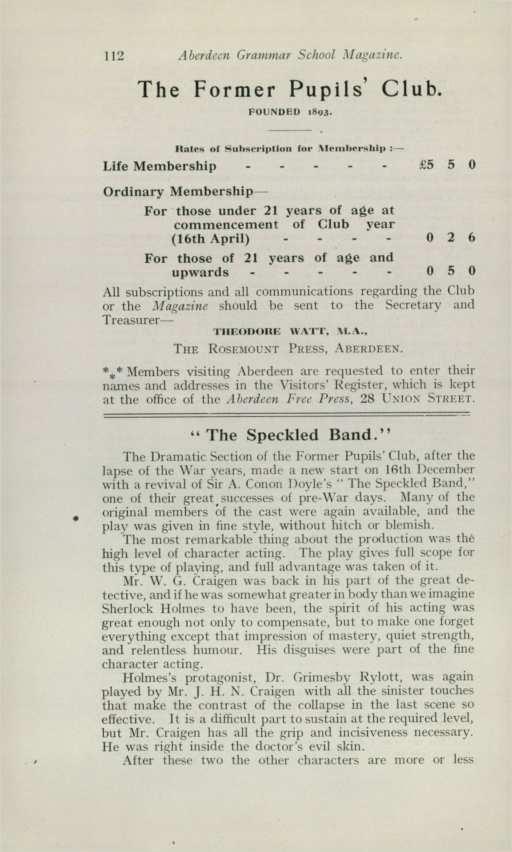 112 Aberdeen Grammar School Magazine.
The Former Pupils' Club.
FOUNDED 1893.
Rates of Subscription for Membership :—
Life Membership - - - - - £5 5 0
Ordinary Membership—
For those under 21 years of age at
commencement of Club year
(16th April) - - - - 0 2 6
For those of 21 years of age and
upwards - - - - - 0 5 0
All subscriptions and all communications regarding the Club
or the Magazine should be sent to the Secretary and
Treasurer—
THEODORE WATT, M.A.,
THE ROSEMOUNT PRESS, ABERDEEN.
*⁎* Members visiting Aberdeen are requested to enter their
names and addresses in the Visitors' Register, which is kept
at the office of the Aberdeen Free Press, 28 UNION STREET.
“ The Speckled Band.”
The Dramatic Section of the Former Pupils' Club, after the
lapse of the War years, made a new start on 16th December
with a revival of Sir A. Conon Doyle's “ The Speckled Band,”
one of their great successes of pre-War days. Many of the
original members of the cast were again available, and the
play was given in fine style, without hitch or blemish.
The most remarkable thing about the production was the
high level of character acting. The play gives full scope for
this type of playing, and full advantage was taken of it.
Mr. W. G. Craigen was back in his part of the great de-
tective, and if he was somewhat greater in body than we imagine
Sherlock Holmes to have been, the spirit of his acting was
great enough not only to compensate, but to make one forget
everything except that impression of mastery, quiet strength,
and relentless humour. His disguises were part of the fine
character acting.
Holmes's protagonist, Dr. Grimesby Rylott, was again
played by Mr. J. H. N. Craigen with all the sinister touches
that make the contrast of the collapse in the last scene so
effective. It is a difficult part to sustain at the required level,
but Mr. Craigen has all the grip and incisiveness necessary.
He was right inside the doctor's evil skin.
After these two the other characters are more or less